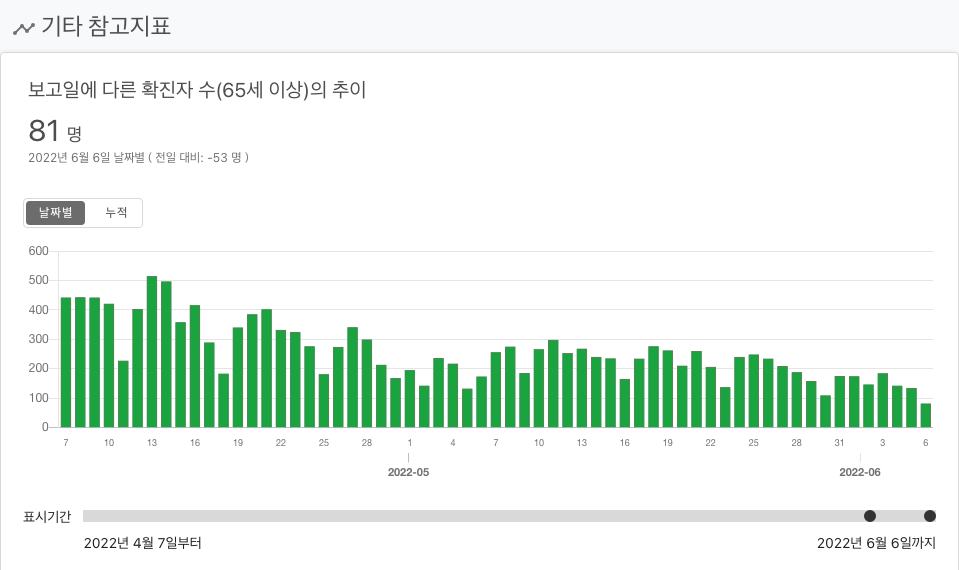 기타 참고지표
보고일에 다른 확진자 수(65세 이상)의 추이
81 명
2022년 6월 6일 날짜별 ( 전일 대비: -53 명 )
날짜별 누적
600
500
400
300
200
100
0
7 10 13 16 19 22 25 28 1 4 7 10 13 16 19 22 25 28 31 3 6
2022-05 2022-06
표시기간
2022년 4월 7일부터 2022년 6월 6일까지